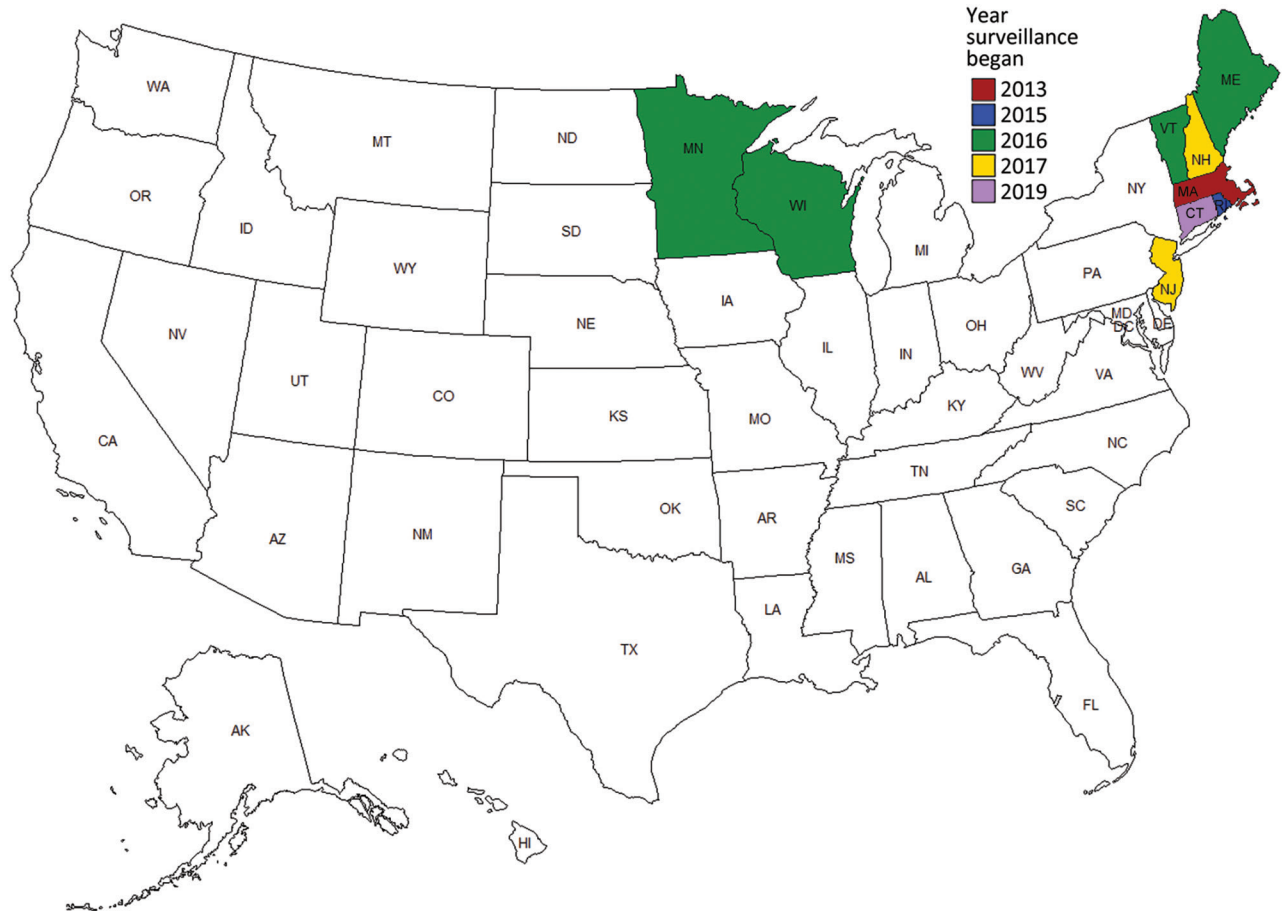 Year
surveillance
began
2013
2015
2016
2017
2019
WA
MT
ND
MN
ME
VT
NH
OR
ID
SD
WI
NY
MA
CT
RI
WY
MI
IA
PA
NJ
NE
NV
OH
MD
DC
DE
IL
IN
UT
CO
WV
VA
KS
MO
KY
CA
NC
TN
OK
AR
SC
AZ
NM
MS
AL
GA
LA
TX
FL
AK
HI